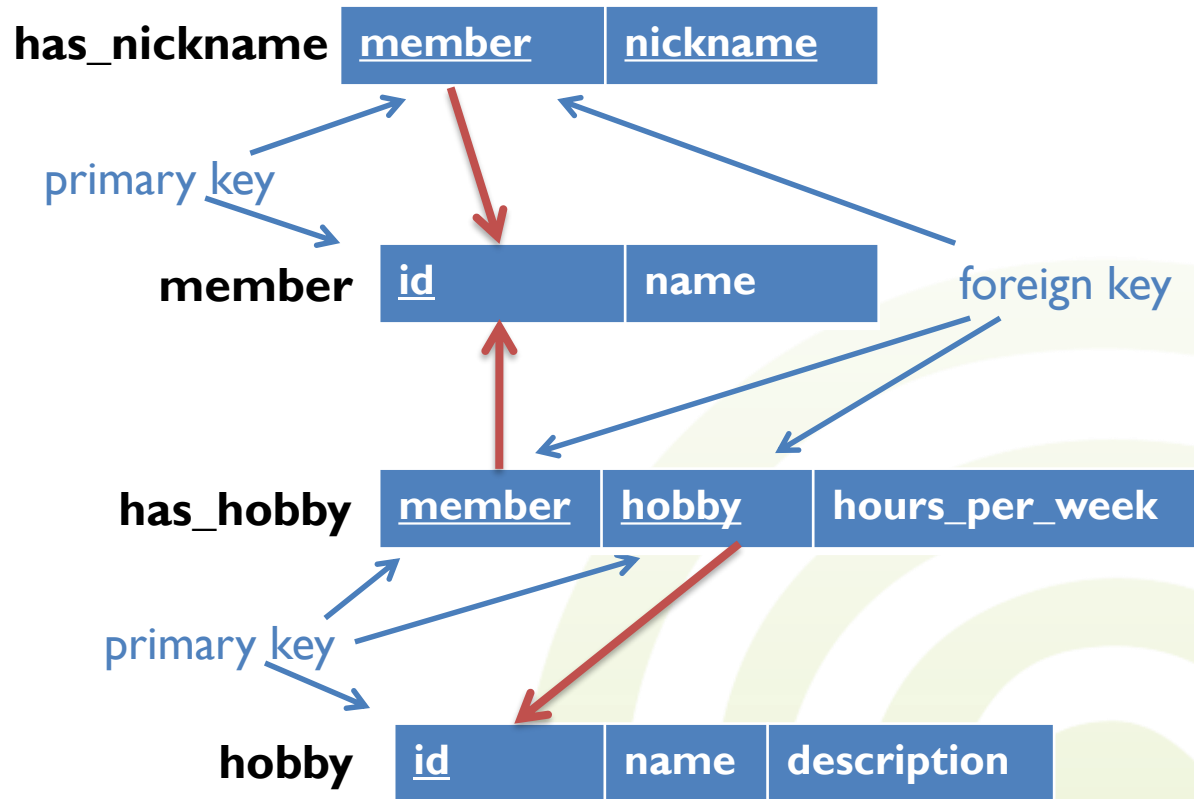 has_nickname member nickname
primary key
member id name
foreign key
has_hobby member hobby hours_per_week
primary key
hobby id name description